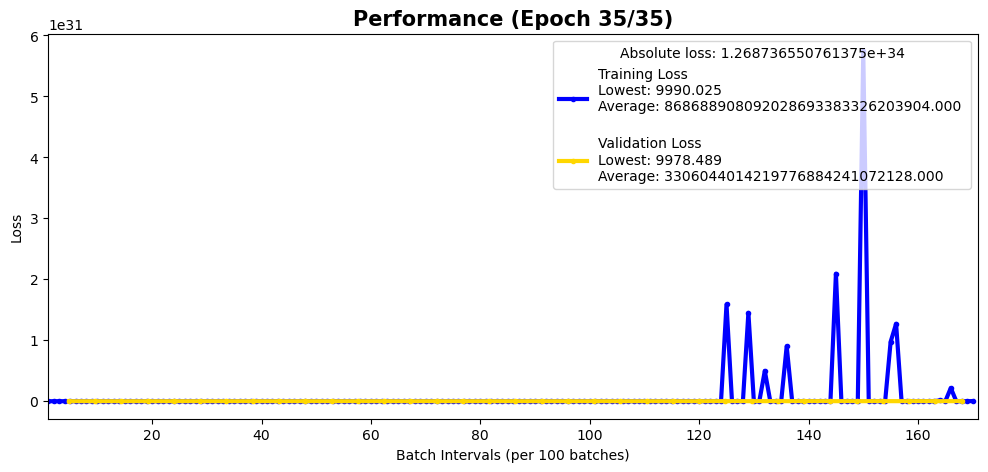 Performance (Epoch 35/35)
1e31
Absolute loss: 1.268736550761375e+34
Training Loss
Lowest: 9990.025
Average: 868688908092028693383326203904.000
Validation Loss
Lowest: 9978.489
Average: 3306044014219776884241072128.000
6
5
4
3
2
1
0
Loss
20 40 60 80 100 120 140 160
Batch Intervals (per 100 batches)